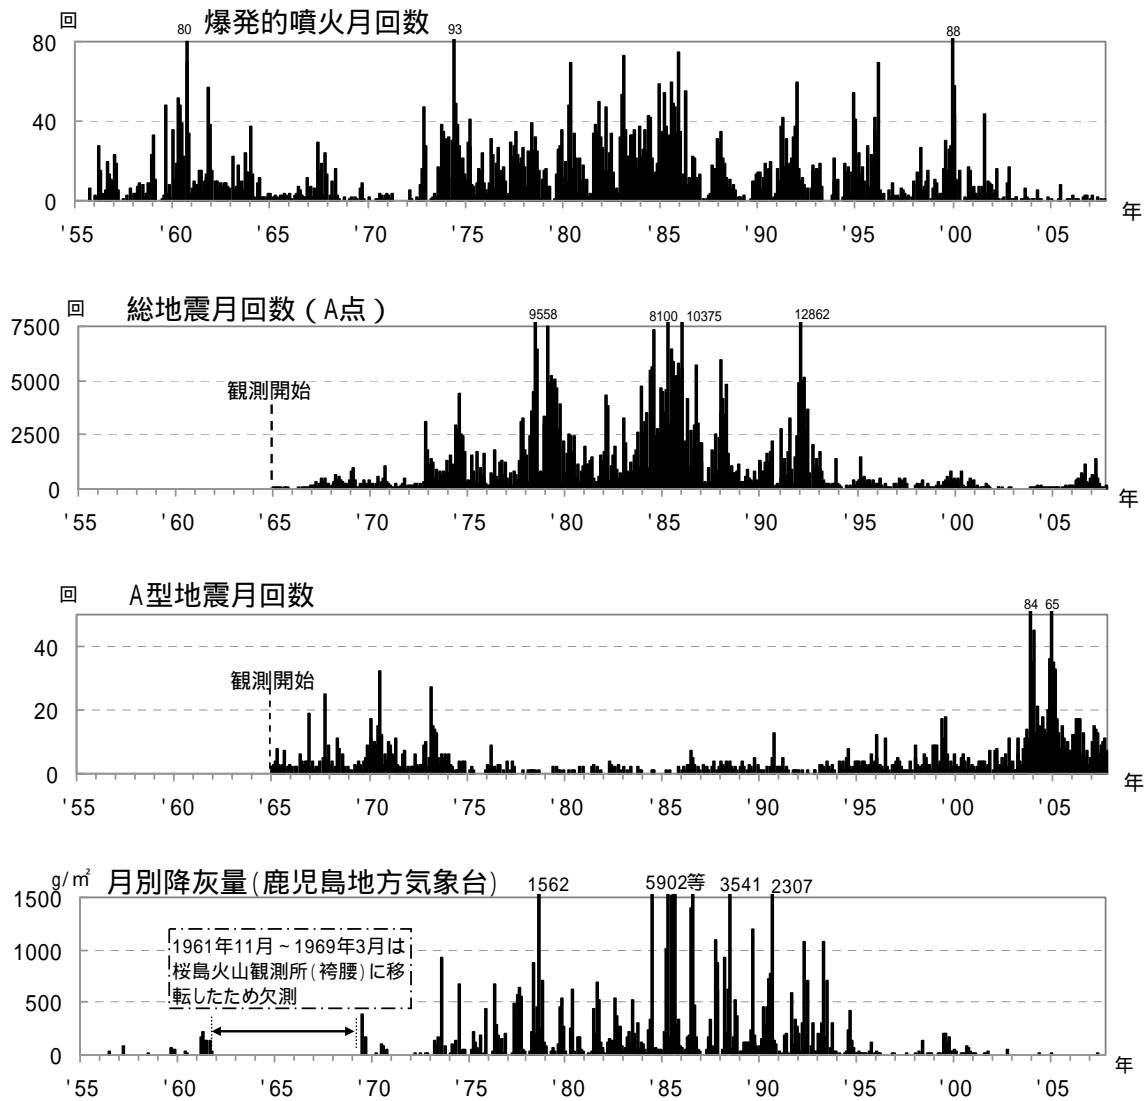 回 爆発的噴火月回数
80 93 88
80
40
0
'55 '60 '65 '70 '75 '80 '85 '90 '95 '00 '05 年
回 総地震月回数(A点)
9558 8100 10375 12862
7500
5000
観測開始
2500
0
'55 '60 '65 '70 '75 '80 '85 '90 '95 '00 '05 年
回 A型地震月回数
84 65
40
観測開始
20
0
'55 '60 '65 '70 '75 '80 '85 '90 '95 '00 '05 年
g/㎡ 月別降灰量(鹿児島地方気象台)
1562 5902等 3541 2307
1500
1000
1961年11月~1969年3月は
桜島火山観測所(袴腰)に移
転したため欠測
500
0
'55 '60 '65 '70 '75 '80 '85 '90 '95 '00 '05 年